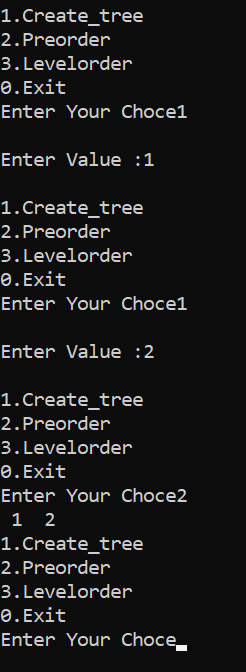 1.Create_tree
2.Preorder
3.Levelorder
0.Exit
Enter Your Choce1
Enter Value :1
1.Create_tree
2.Preorder
3.Levelorder
0.Exit
Enter Your Choce1
Enter Value :2
1.Create_tree
2.Preorder
3.Levelorder
0.Exit
Enter Your Choce2
1  2
1.Create_tree
2.Preorder
3.Levelorder
0.Exit
Enter Your Choce